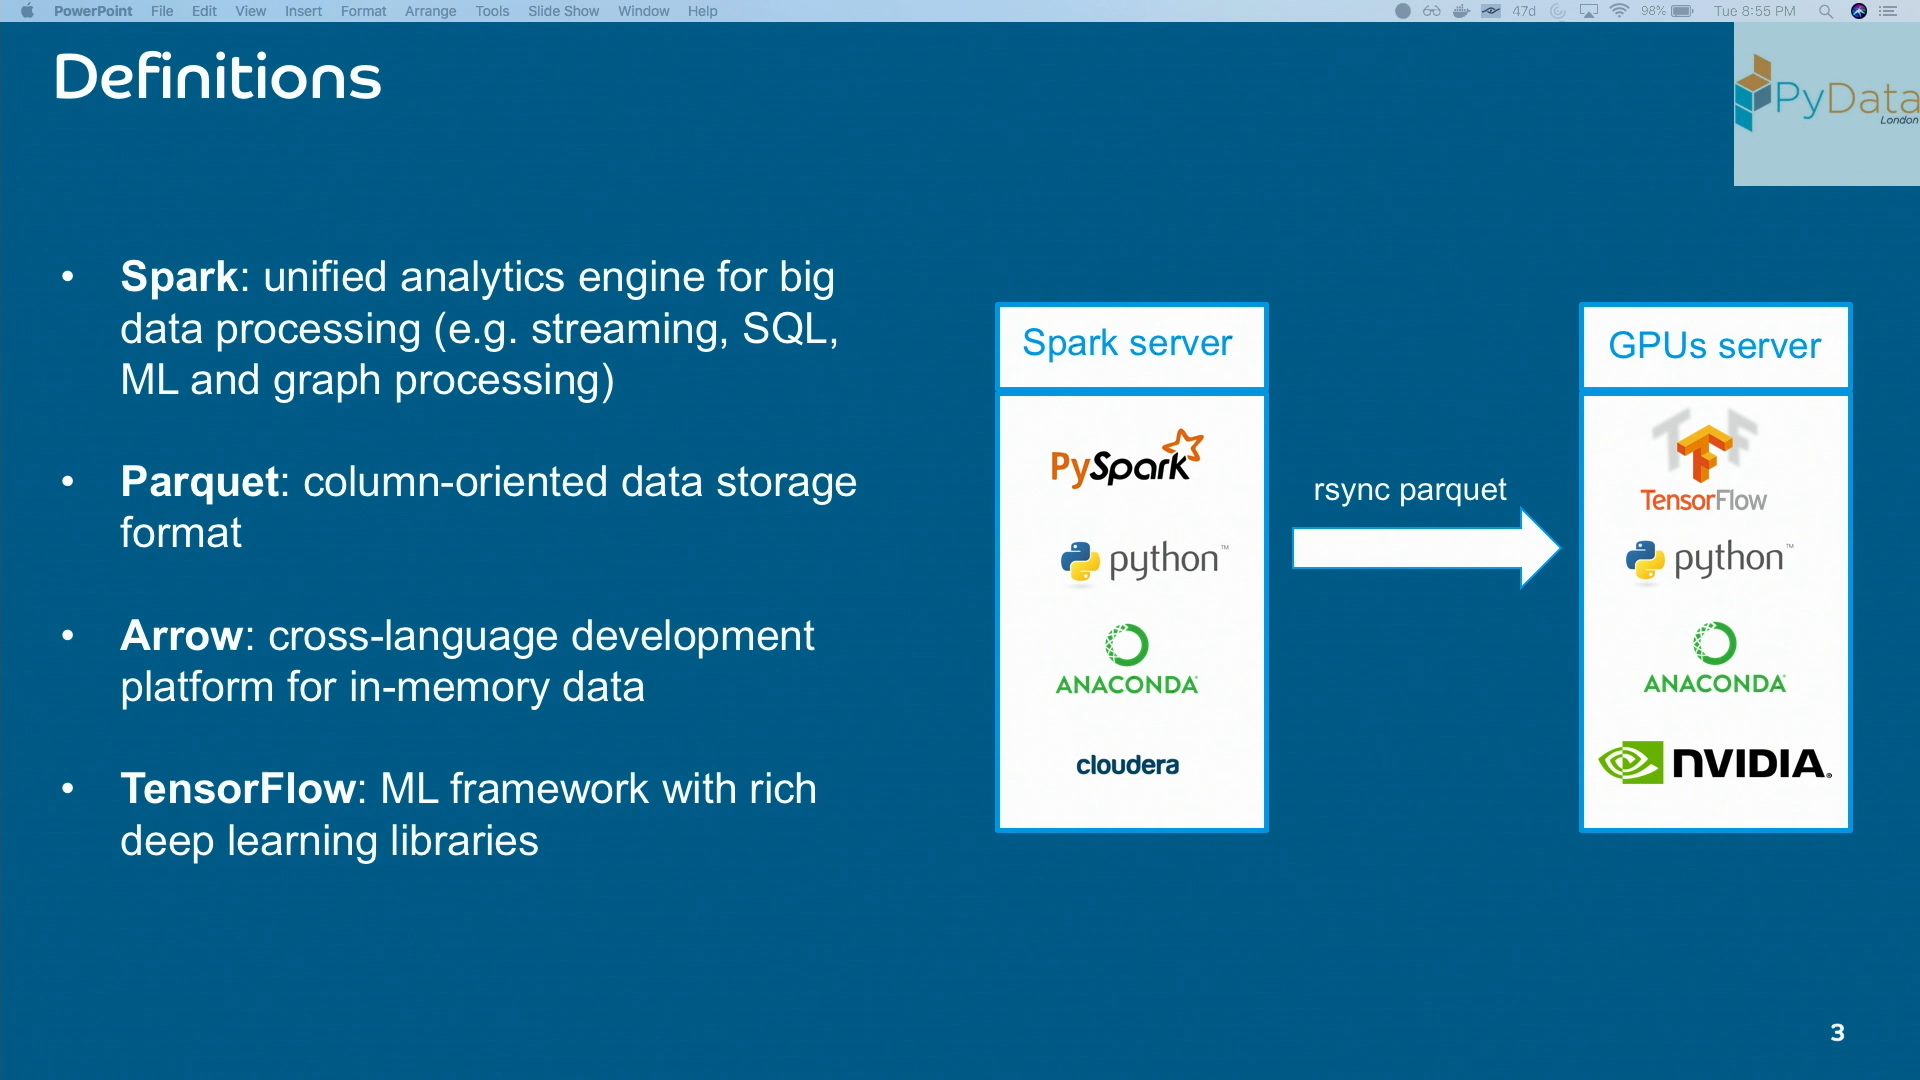 PowerPoint File Edit View Insert Format Arrange Tools Slide Show Window Help 47d 98% Tue 8:55 PM
Definitions
PyData
London
• Spark: unified analytics engine for big
data processing (e.g. streaming, SQL,
ML and graph processing)
• Parquet: column-oriented data storage
format
• Arrow: cross-language development
platform for in-memory data
• TensorFlow: ML framework with rich
deep learning libraries
Spark server
PySpark
python™
ANACONDA
cloudera
rsync parquet
GPUs server
TensorFlow
python™
ANACONDA
NVIDIA.
3